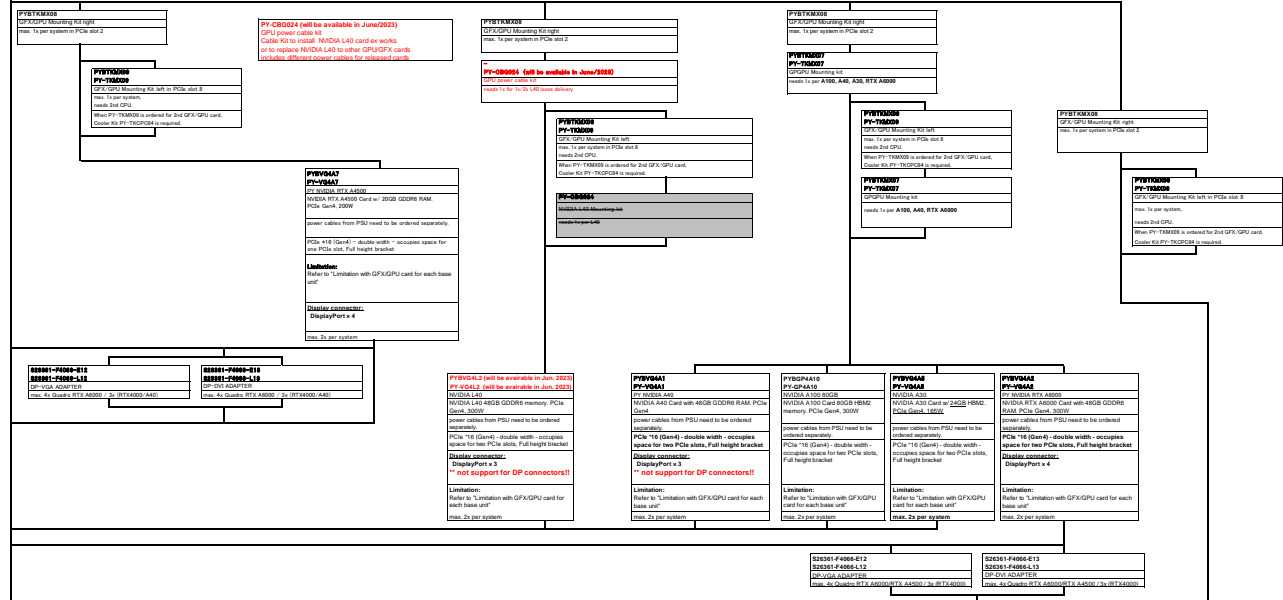 PYBTKMX08
GFX/GPU Mounting Kit right
max. 1x per system in PCIe slot 2
PYBTKMX09
PY-TKMX09
GFX/GPU Mounting Kit left in PCIe slot 8
max. 1x per system,
needs 2nd CPU.
When PY-TKMX09 is ordered for 2nd GFX/GPU card,
Cooler Kit PY-TKCPC84 is required.
PY-CBG024 (will be available in June/2023)
GPU power cable kit
Cable Kit to install NVIDIA L40 card ex works
or to replace NVIDIA L40 to other GPU/GFX cards
includes different power cables for released cards
PYBTKMX08
GFX/GPU Mounting Kit right
max. 1x per system in PCIe slot 2
-
PY-CBG024 (will be available in June/2023)
GPU power cable kit
needs 1x for 1x/2x L40 loose delivery
PYBTKMX09
PY-TKMX09
GFX/GPU Mounting Kit left
max. 1x per system in PCIe slot 8
needs 2nd CPU.
When PY-TKMX09 is ordered for 2nd GFX/GPU card,
Cooler Kit PY-TKCPC84 is required.
PY-CBG024
NVIDIA L40 Mounting kit
needs 1x per L40
PYBTKMX08
GFX/GPU Mounting Kit right
max. 1x per system in PCIe slot 2
PYBTKMX07
PY-TKMX07
GPGPU Mounting kit
needs 1x per A100, A40, A30, RTX A6000
PYBTKMX09
PY-TKMX09
GFX/GPU Mounting Kit left
max. 1x per system in PCIe slot 8
needs 2nd CPU.
When PY-TKMX09 is ordered for 2nd GFX/GPU card,
Cooler Kit PY-TKCPC84 is required.
PYBTKMX07
PY-TKMX07
GPGPU Mounting kit
needs 1x per A100, A40, RTX A6000
PYBTKMX08
GFX/GPU Mounting Kit right
max. 1x per system in PCIe slot 2
PYBTKMX09
PY-TKMX09
GFX/GPU Mounting Kit left in PCIe slot 8
max. 1x per system,
needs 2nd CPU.
When PY-TKMX09 is ordered for 2nd GFX/GPU card,
Cooler Kit PY-TKCPC84 is required.
PYBVG4A7
PY-VG4A7
PY NVIDIA RTX A4500
NVIDIA RTX A4500 Card w/ 20GB GDDR6 RAM.
PCIe Gen4, 200W
power cables from PSU need to be ordered separately.
PCIe *16 (Gen4) - double width - occupies space for
one PCIe slot, Full height bracket
Limitation:
Refer to "Limitation with GFX/GPU card for each base
unit"
Display connector:
DisplayPort x 4
max. 2x per system
S26361-F4066-E12
S26361-F4066-L12
DP-VGA ADAPTER
max. 4x Quadro RTX A6000 / 3x (RTX4000/A40)
S26361-F4066-E13
S26361-F4066-L13
DP-DVI ADAPTER
max. 4x Quadro RTX A6000 / 3x (RTX4000/A40)
PYBVG4L2 (will be avairable in Jun. 2023)
PY-VG4L2 (will be avairable in Jun. 2023)
NVIDIA L40
NVIDIA L40 48GB GDDR6 memory. PCIe
Gen4, 300W
power cables from PSU need to be ordered
separately.
PCIe *16 (Gen4) - double width - occupies
space for two PCIe slots, Full height bracket
Display connector:
DisplayPort x 3
** not support for DP connectors!!
Limitation:
Refer to "Limitation with GFX/GPU card for
each base unit"
max. 2x per system
PYBVG4A1
PY-VG4A1
PY NVIDIA A40
NVIDIA A40 Card with 48GB GDDR6 RAM. PCIe
Gen4
power cables from PSU need to be ordered
separately.
PCIe *16 (Gen4) - double width - occupies
space for two PCIe slots, Full height bracket
Display connector:
DisplayPort x 3
** not support for DP connectors!!
Limitation:
Refer to "Limitation with GFX/GPU card for each
base unit"
max. 2x per system
PYBGP4A10
PY-GP4A10
NVIDIA A100 80GB
NVIDIA A100 Card 80GB HBM2
memory. PCIe Gen4, 300W
power cables from PSU need to be
ordered separately.
PCIe *16 (Gen4) - double width -
occupies space for two PCIe slots,
Full height bracket
Limitation:
Refer to "Limitation with GFX/GPU
card for each base unit"
max. 2x per system
PYBVG4A5
PY-VG4A5
NVIDIA A30
NVIDIA A30 Card w/ 24GB HBM2.
PCIe Gen4, 165W
power cables from PSU need to be
ordered separately.
PCIe *16 (Gen4) - double width -
occupies space for two PCIe slots,
Full height bracket
Limitation:
Refer to "Limitation with GFX/GPU
card for each base unit"
max. 2x per system
PYBVG4A2
PY-VG4A2
PY NVIDIA RTX A6000
NVIDIA RTX A6000 Card with 48GB GDDR6
RAM. PCIe Gen4, 300W
power cables from PSU need to be ordered
separately.
PCIe *16 (Gen4) - double width - occupies
space for two PCIe slots, Full height bracket
Display connector:
DisplayPort x 4
Limitation:
Refer to "Limitation with GFX/GPU card for
each base unit"
max. 2x per system
S26361-F4066-E12
S26361-F4066-L12
DP-VGA ADAPTER
max. 4x Quadro RTX A6000/RTX A4500 / 3x (RTX4000)
S26361-F4066-E13
S26361-F4066-L13
DP-DVI ADAPTER
max. 4x Quadro RTX A6000/RTX A4500 / 3x (RTX4000)